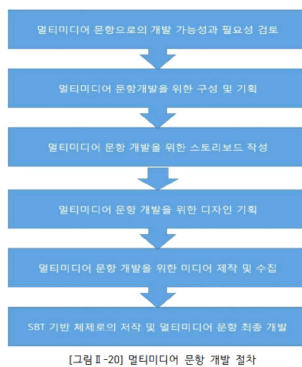 멀티미디어 문항으로의 개발 가능성과 필요성 검토
멀티미디어 문항개발을 위한 구성 및 기획
멀티미디어 문항 개발을 위한 스토리보드 작성
멀티미디어 문항 개발을 위한 디자인 기획
멀티미디어 문항 개발을 위한 미디어 제작 및 수집
SBT 기반 체제로의 저작 및 멀티미디어 문항 최종 개발
[그림Ⅱ-20] 멀티미디어 문항 개발 절차